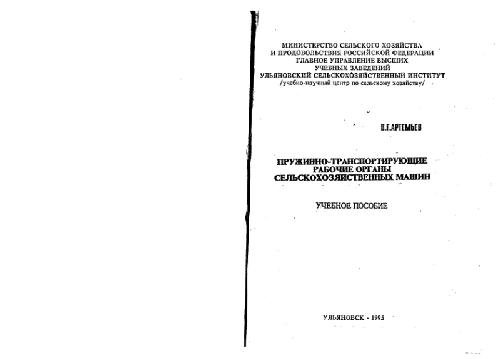 МИНИСТЕРСТВО СЕЛЬСКОГО ХОЗЯЙСТВА
И ПРОДОВОЛЬСТВИЯ РОССИЙСКОЙ ФЕДЕРАЦИИ
ГЛАВНОЕ УПРАВЛЕНИЕ ВЫСШИХ
УЧЕБНЫХ ЗАВЕДЕНИЙ
УЛЬЯНОВСКИЙ СЕЛЬСКОХОЗЯЙСТВЕННЫЙ ИНСТИТУТ
/учебно-научный центр по сельскому хозяйству/
В.Г.АРТЕМЬЕВ
ПРУЖИННО-ТРАНСПОРТИРУЮЩИЕ
РАБОЧИЕ ОРГАНЫ
СЕЛЬСКОХОЗЯЙСТВЕННЫХ МАШИН
УЧЕБНОЕ ПОСОБИЕ
УЛЬЯНОВСК - 1995